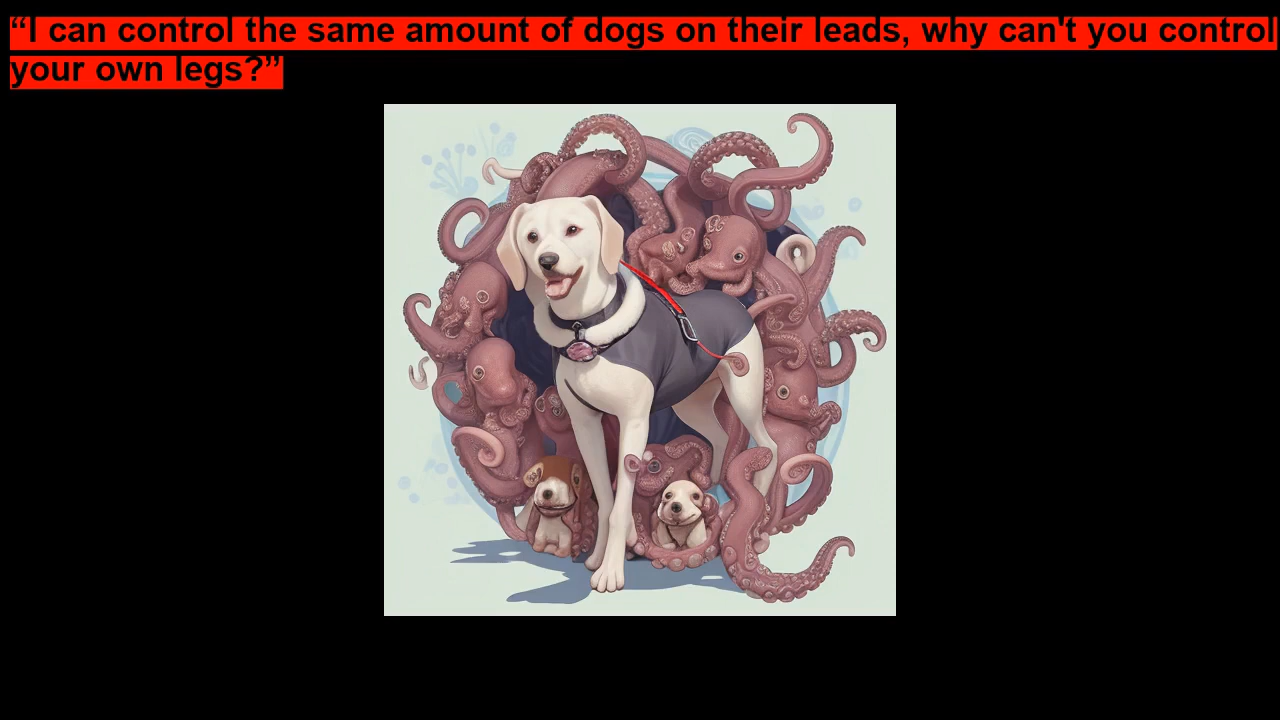 “I can control the same amount of dogs on their leads, why can't you control
your own legs?”